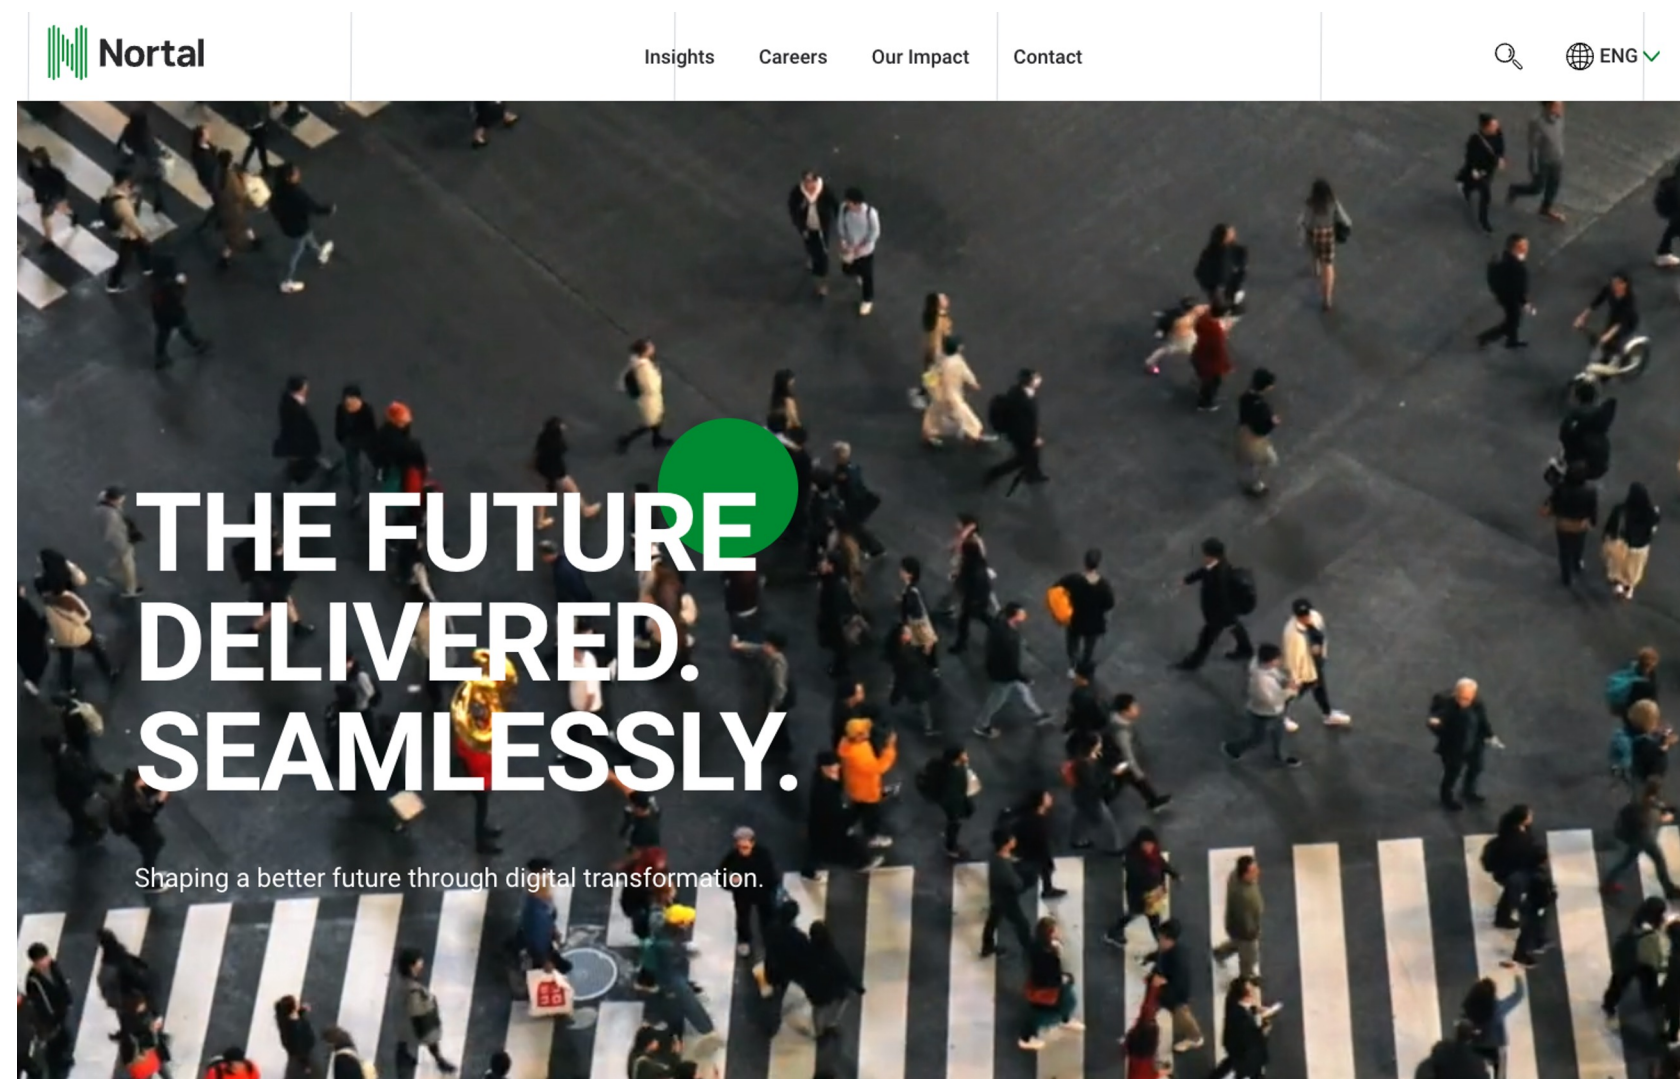 Nortal
Insights
Careers
Our Impact
Contact
ENG
THE FUTURE
DELIVERED.
SEAMLESSLY.
Shaping a better future through digital transformation.